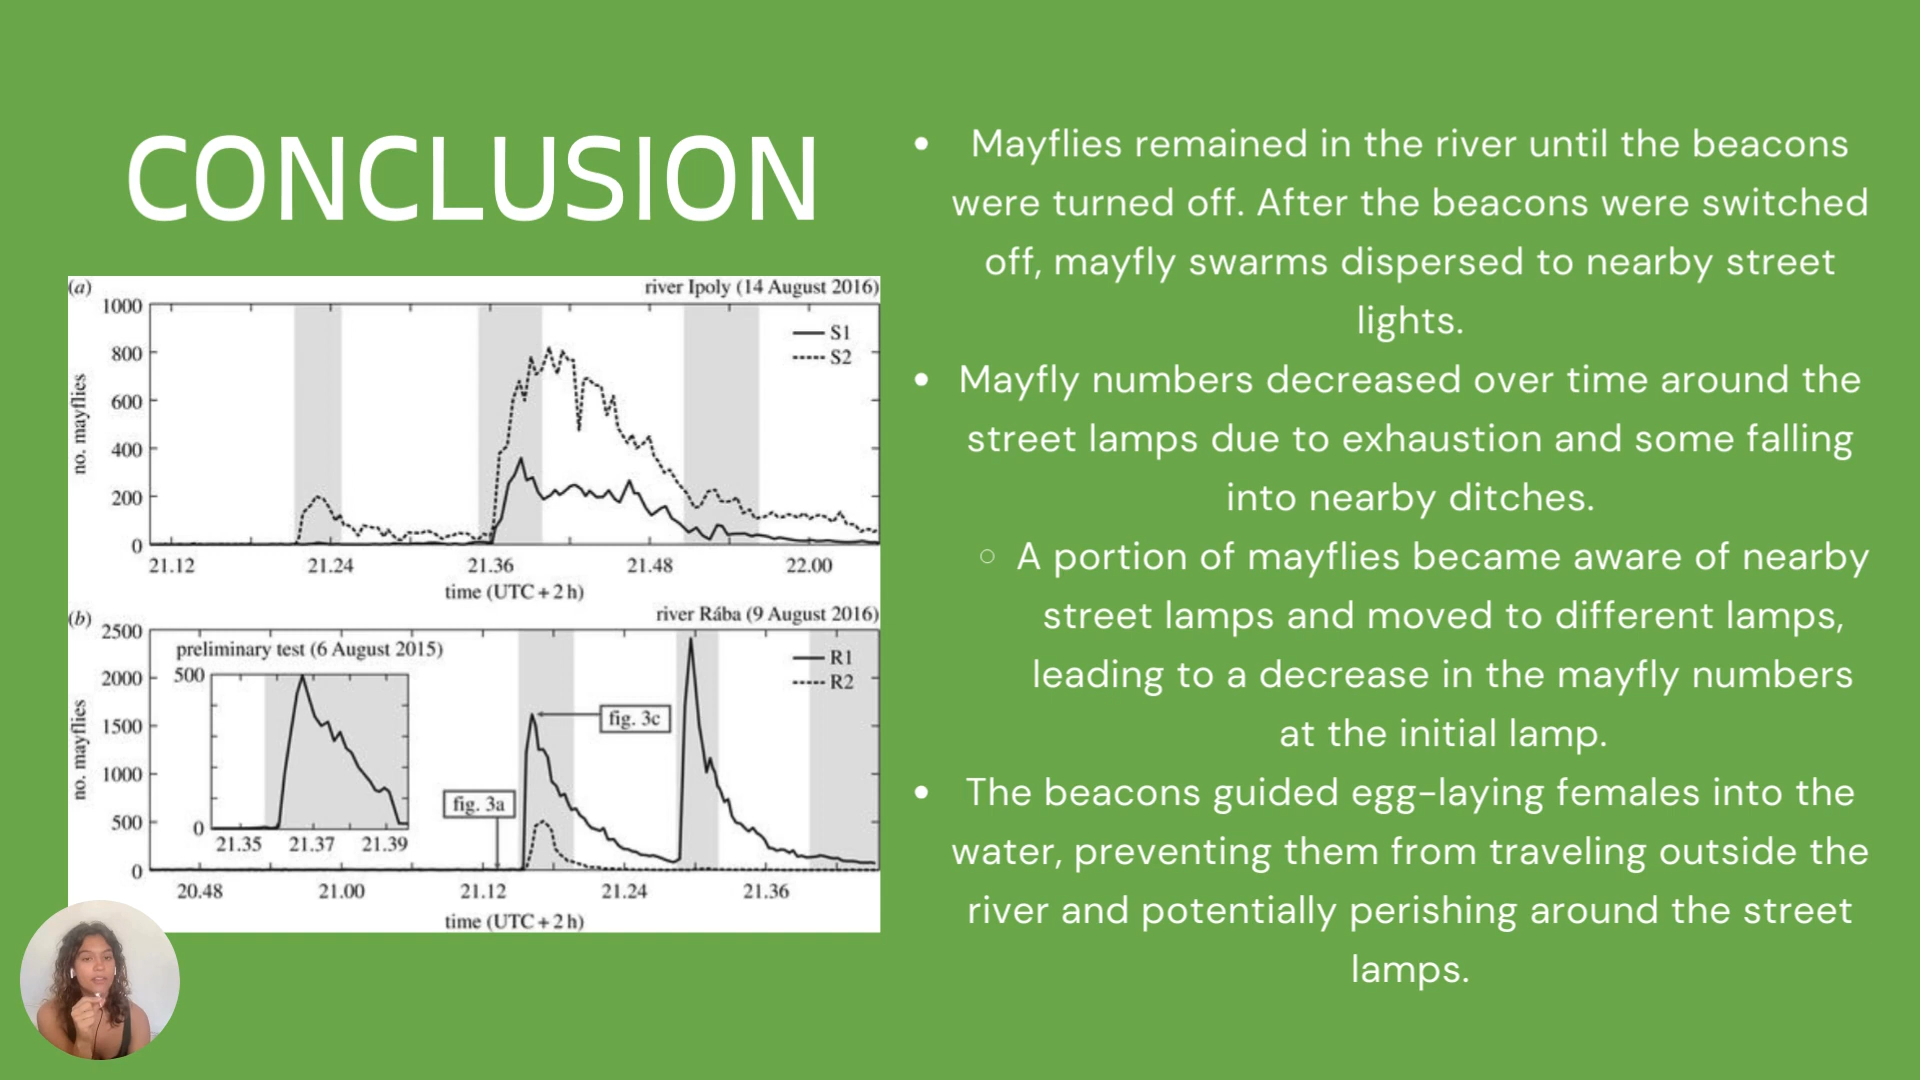 CONCLUSION
(a)
river Ipoly (14 August 2016)
1000
800
600
400
200
0
no. mayflies
S1
S2
21.12
21.24
21.36
21.48
22.00
time (UTC + 2 h)
(b)
river Rába (9 August 2016)
2500
2000
1500
1000
500
0
no. mayflies
preliminary test (6 August 2015)
500
0
21.35
21.37
21.39
R1
R2
fig. 3c
fig. 3a
20.48
21.00
21.12
21.24
21.36
time (UTC + 2 h)
• Mayflies remained in the river until the beacons
were turned off. After the beacons were switched
off, mayfly swarms dispersed to nearby street
lights.
• Mayfly numbers decreased over time around the
street lamps due to exhaustion and some falling
into nearby ditches.
○ A portion of mayflies became aware of nearby
street lamps and moved to different lamps,
leading to a decrease in the mayfly numbers
at the initial lamp.
• The beacons guided egg-laying females into the
water, preventing them from traveling outside the
river and potentially perishing around the street
lamps.